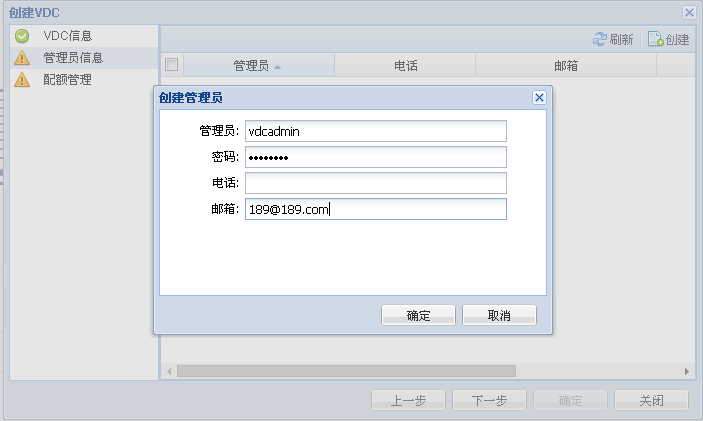 创建VDC
VDC信息
管理员信息
配额管理
刷新 创建
管理员 电话 邮箱
创建管理员
管理员: vdcadmin
密码: ••••••••
电话:
邮箱: 189@189.com
确定 取消
上一步 下一步 确定 关闭